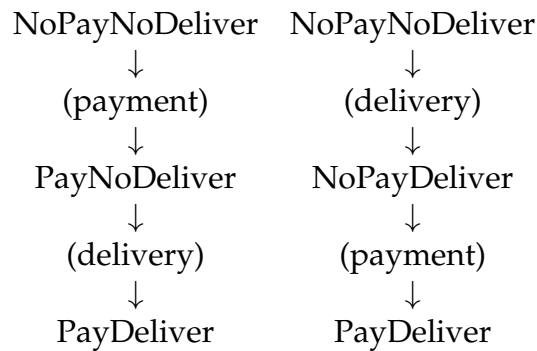 NoPayNoDeliver NoPayNoDeliver
↓ ↓
(payment) (delivery)
↓ ↓
PayNoDeliver NoPayDeliver
↓ ↓
(delivery) (payment)
↓ ↓
PayDeliver PayDeliver